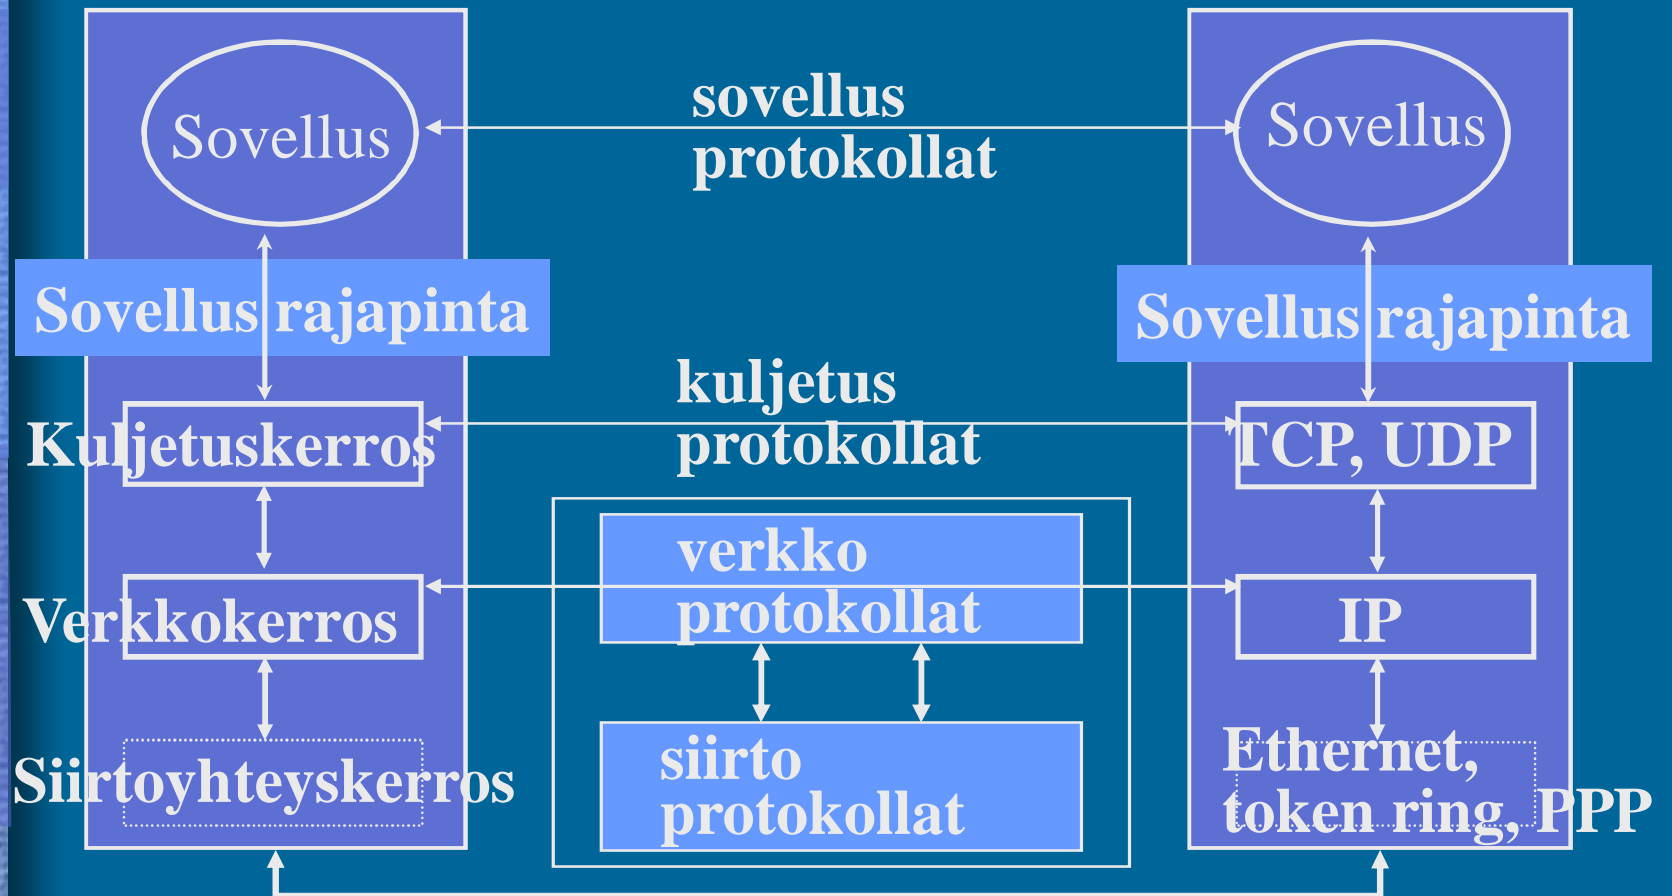 Sovellus
sovellus
protokollat
Sovellus
Sovellus rajapinta
Sovellus rajapinta
kuljetus
protokollat
Kuljetuskerros
TCP, UDP
verkko
protokollat
Verkkokerros
IP
siirto
protokollat
Siirtoyhteyskerros
Ethernet,
token ring, PPP